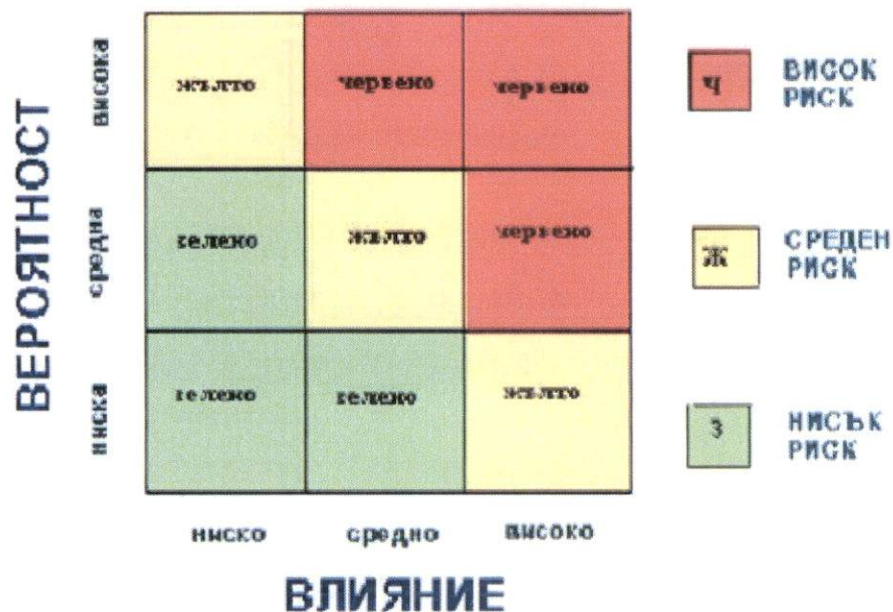 ВЕРОЯТНОСТ
висока
средна
ниска
жълто
червено
червено
зелено
жълто
червено
зелено
зелено
жълто
ниско
средно
високо
ВЛИЯНИЕ
Ч
ВИСОК
РИСК
Ж
СРЕДЕН
РИСК
З
НИСЪК
РИСК